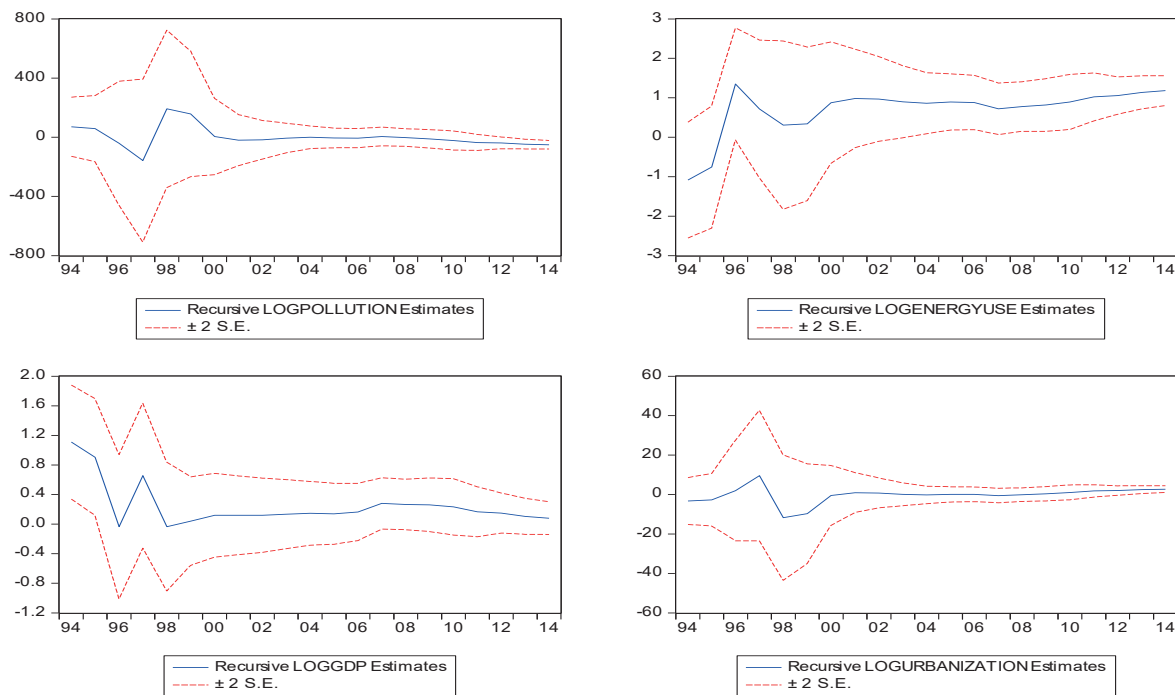 800
400
0
-400
-800
94 96 98 00 02 04 06 08 10 12 14
Recursive LOGPOLLUTION Estimates
± 2 S.E.
3
2
1
0
-1
-2
-3
94 96 98 00 02 04 06 08 10 12 14
Recursive LOGENERGYUSE Estimates
± 2 S.E.
2.0
1.6
1.2
0.8
0.4
0.0
-0.4
-0.8
-1.2
94 96 98 00 02 04 06 08 10 12 14
Recursive LOGGDP Estimates
± 2 S.E.
60
40
20
0
-20
-40
-60
94 96 98 00 02 04 06 08 10 12 14
Recursive LOGURBANIZATION Estimates
± 2 S.E.